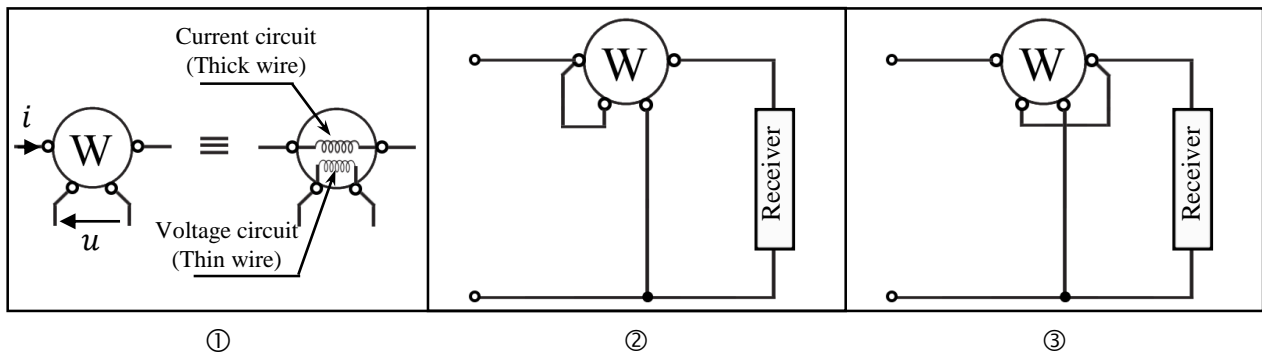 Current circuit
(Thick wire)
i
W
≡
u
Voltage circuit
(Thin wire)
W
Receiver
W
Receiver
①
②
③